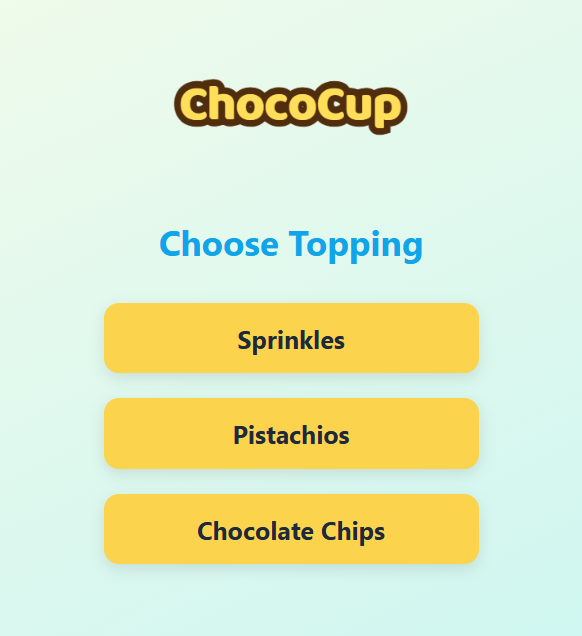 ChocoCup
Choose Topping
Sprinkles
Pistachios
Chocolate Chips